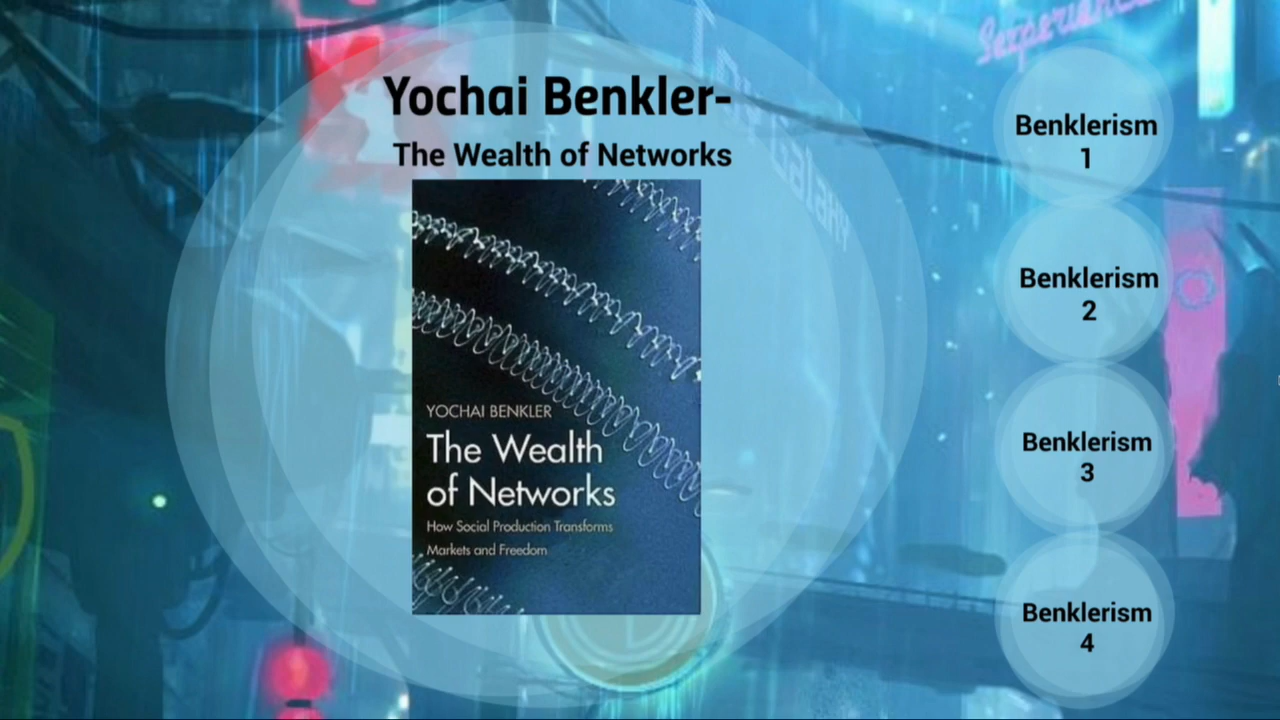 Yochai Benkler-
The Wealth of Networks
YOCHAI BENKLER
The Wealth
of Networks
How Social Production Transforms
Markets and Freedom
Benklerism
1
Benklerism
2
Benklerism
3
Benklerism
4